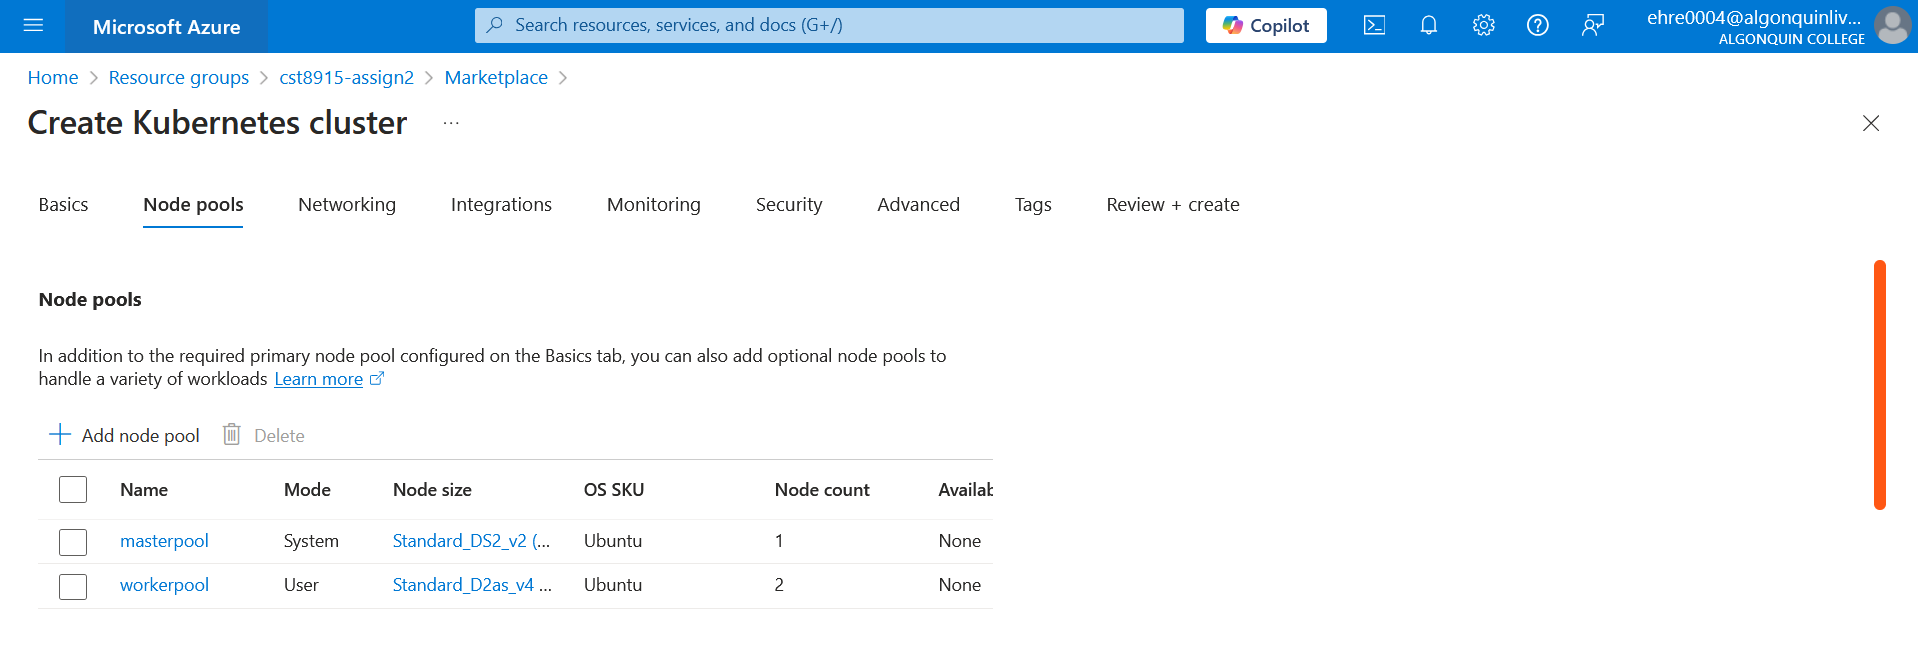 Microsoft Azure
Search resources, services, and docs (G+/)
Copilot
ehre0004@algonquinliv...
ALGONQUIN COLLEGE
Home > Resource groups > cst8915-assign2 > Marketplace >
Create Kubernetes cluster ...
Basics Node pools Networking Integrations Monitoring Security Advanced Tags Review + create
Node pools
In addition to the required primary node pool configured on the Basics tab, you can also add optional node pools to
handle a variety of workloads Learn more
Add node pool Delete
Name Mode Node size OS SKU Node count Availab
masterpool System Standard_DS2_v2 (... Ubuntu 1 None
workerpool User Standard_D2as_v4 ... Ubuntu 2 None